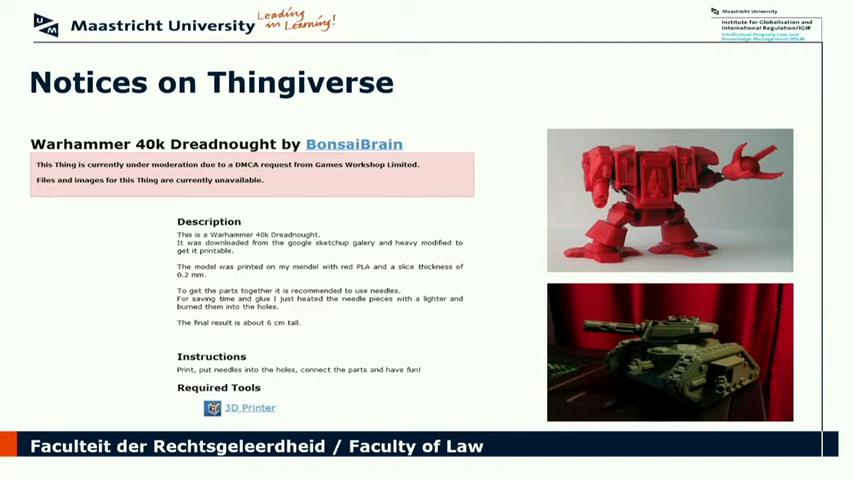 Maastricht University
Leading
in Learning!
Maastricht University
Institute for Globalisation and
International Regulation/IGIR
Intellectual Property Law and
Knowledge Management/IPKM
Notices on Thingiverse
Warhammer 40k Dreadnought by BonsaiBrain
This Thing is currently under moderation due to a DMCA request from Games Workshop Limited.
Files and images for this Thing are currently unavailable.
Description
This is a Warhammer 40k Dreadnought.
It was downloaded from the google sketchup galery and heavy modified to
get it printable.
The model was printed on my mendel with red PLA and a slice thickness of
0.2 mm.
To get the parts together it is recommended to use needles.
For saving time and glue I just heated the needle pieces with a lighter and
burned them into the holes.
The final result is about 6 cm tall.
Instructions
Print, put needles into the holes, connect the parts and have fun!
Required Tools
3D Printer
Faculteit der Rechtsgeleerdheid / Faculty of Law